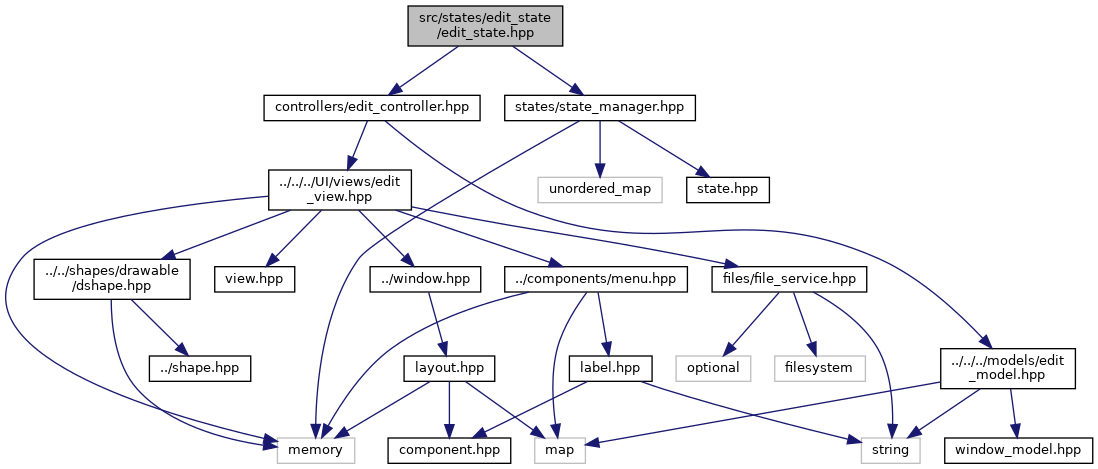 src/states/edit_state
/edit_state.hpp
controllers/edit_controller.hpp
states/state_manager.hpp
../../../UI/views/edit
_view.hpp
unordered_map
state.hpp
../../shapes/drawable
/dshape.hpp
view.hpp
../window.hpp
../components/menu.hpp
files/file_service.hpp
../shape.hpp
layout.hpp
label.hpp
optional
filesystem
../../../models/edit
_model.hpp
memory
component.hpp
map
string
window_model.hpp